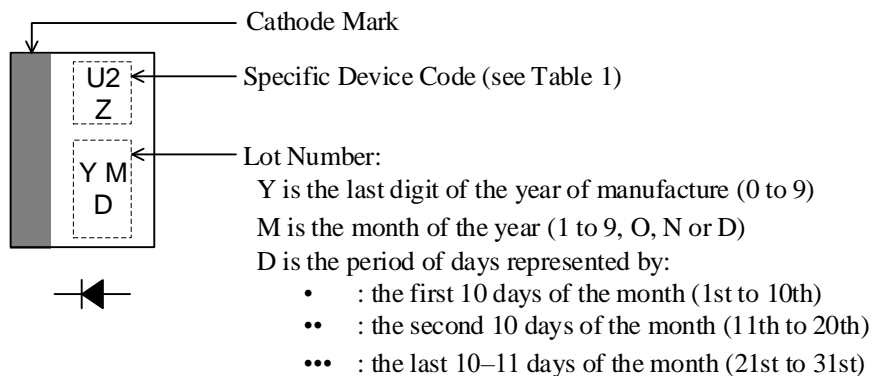 Cathode Mark
U2
Z
Specific Device Code (see Table 1)
Y M
D
Lot Number:
Y is the last digit of the year of manufacture (0 to 9)
M is the month of the year (1 to 9, O, N or D)
D is the period of days represented by:
• : the first 10 days of the month (1st to 10th)
•• : the second 10 days of the month (11th to 20th)
••• : the last 10–11 days of the month (21st to 31st)